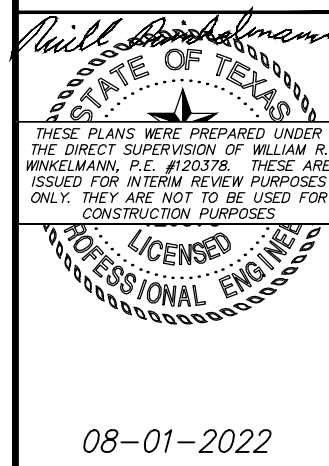 STATE OF TEXAS
THESE PLANS WERE PREPARED UNDER
THE DIRECT SUPERVISION OF WILLIAM R.
WINKELMANN, P.E. #120378. THESE ARE
ISSUED FOR INTERIM REVIEW PURPOSES
ONLY. THEY ARE NOT TO BE USED FOR
CONSTRUCTION PURPOSES
LICENSED
PROFESSIONAL ENGINEER
08-01-2022